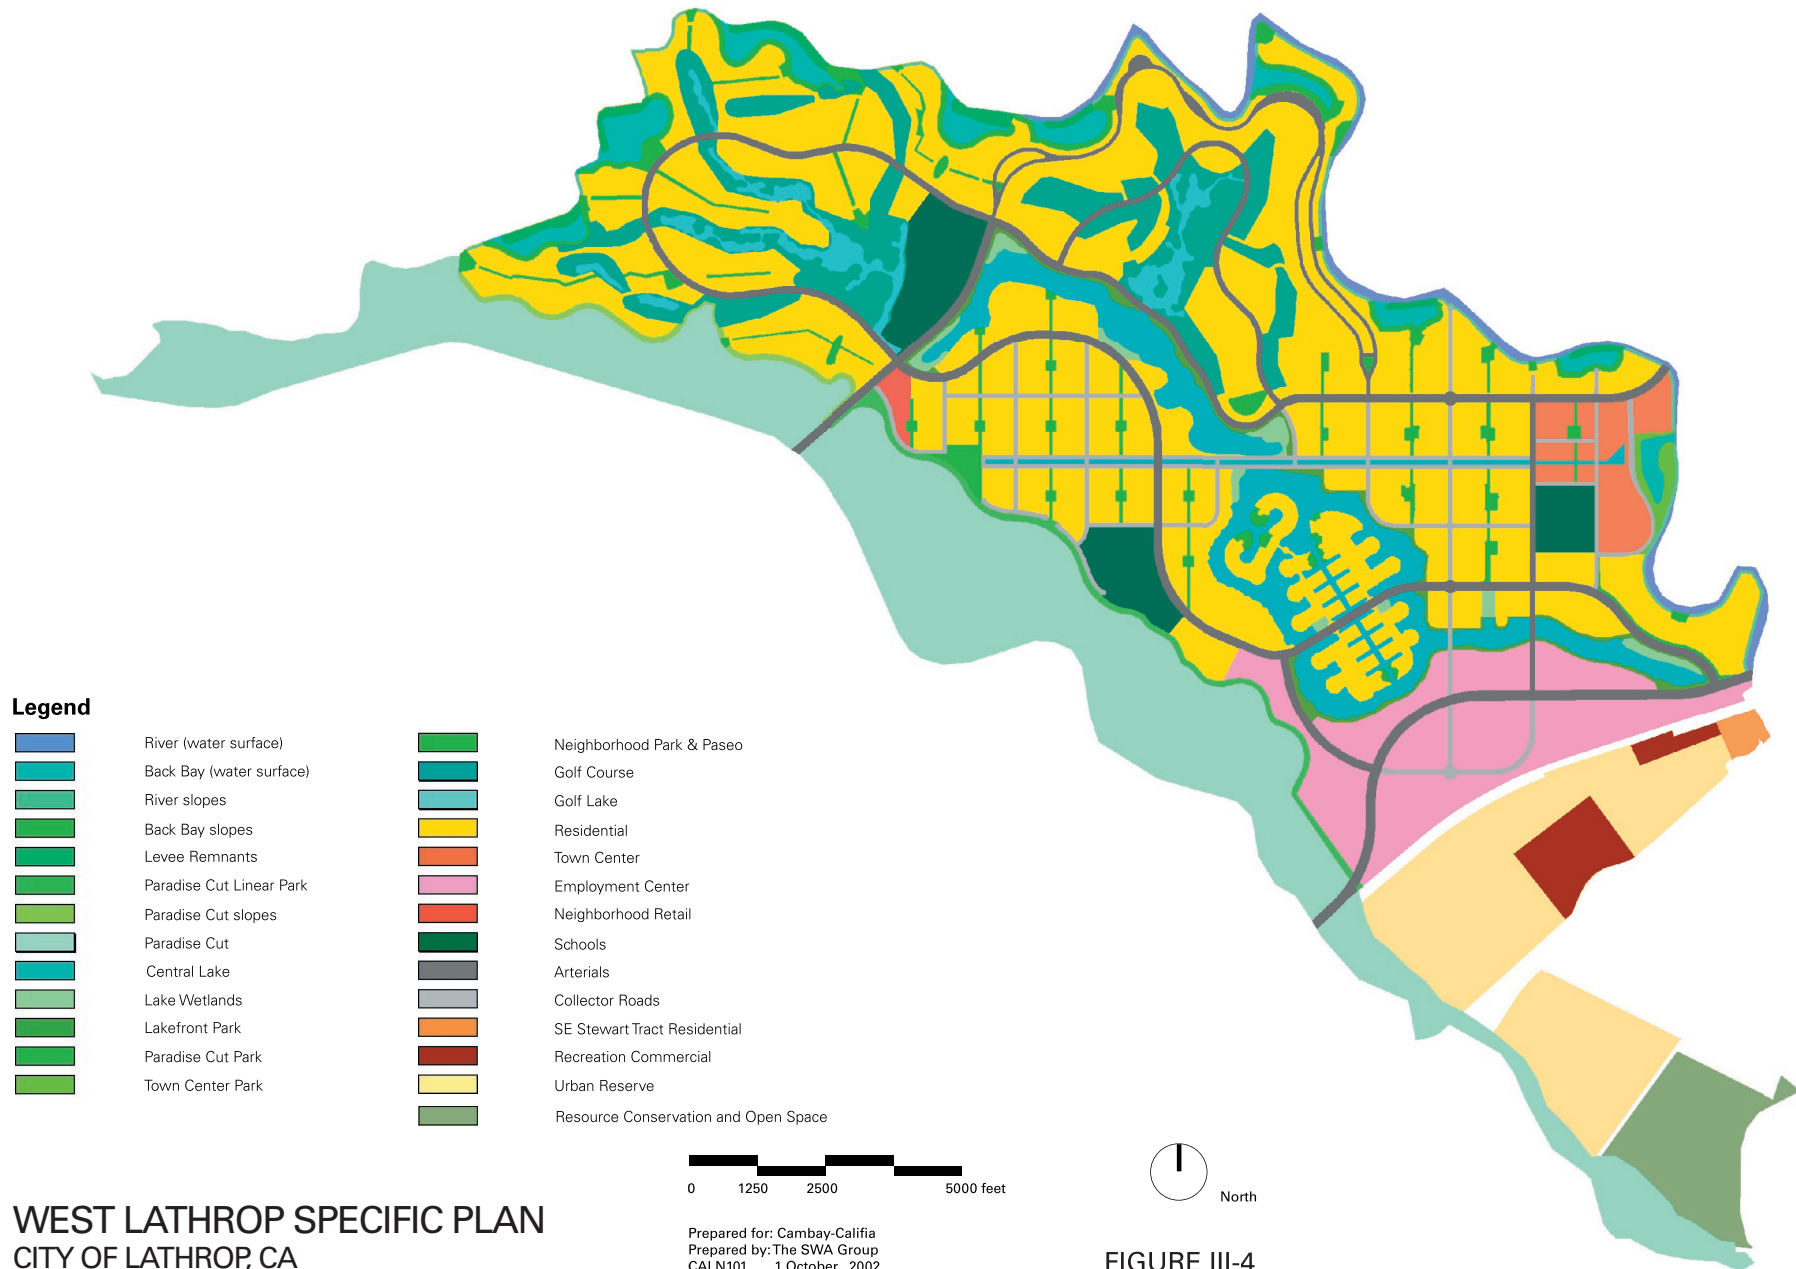 Legend
River (water surface)
Back Bay (water surface)
River slopes
Back Bay slopes
Levee Remnants
Paradise Cut Linear Park
Paradise Cut slopes
Paradise Cut
Central Lake
Lake Wetlands
Lakefront Park
Paradise Cut Park
Town Center Park
Neighborhood Park & Paseo
Golf Course
Golf Lake
Residential
Town Center
Employment Center
Neighborhood Retail
Schools
Arterials
Collector Roads
SE Stewart Tract Residential
Recreation Commercial
Urban Reserve
Resource Conservation and Open Space
0 1250 2500 5000 feet
North
WEST LATHROP SPECIFIC PLAN
CITY OF LATHROP, CA
Prepared for: Cambay-Califia
Prepared by: The SWA Group
CALN101 1 October, 2002
FIGURE III-4